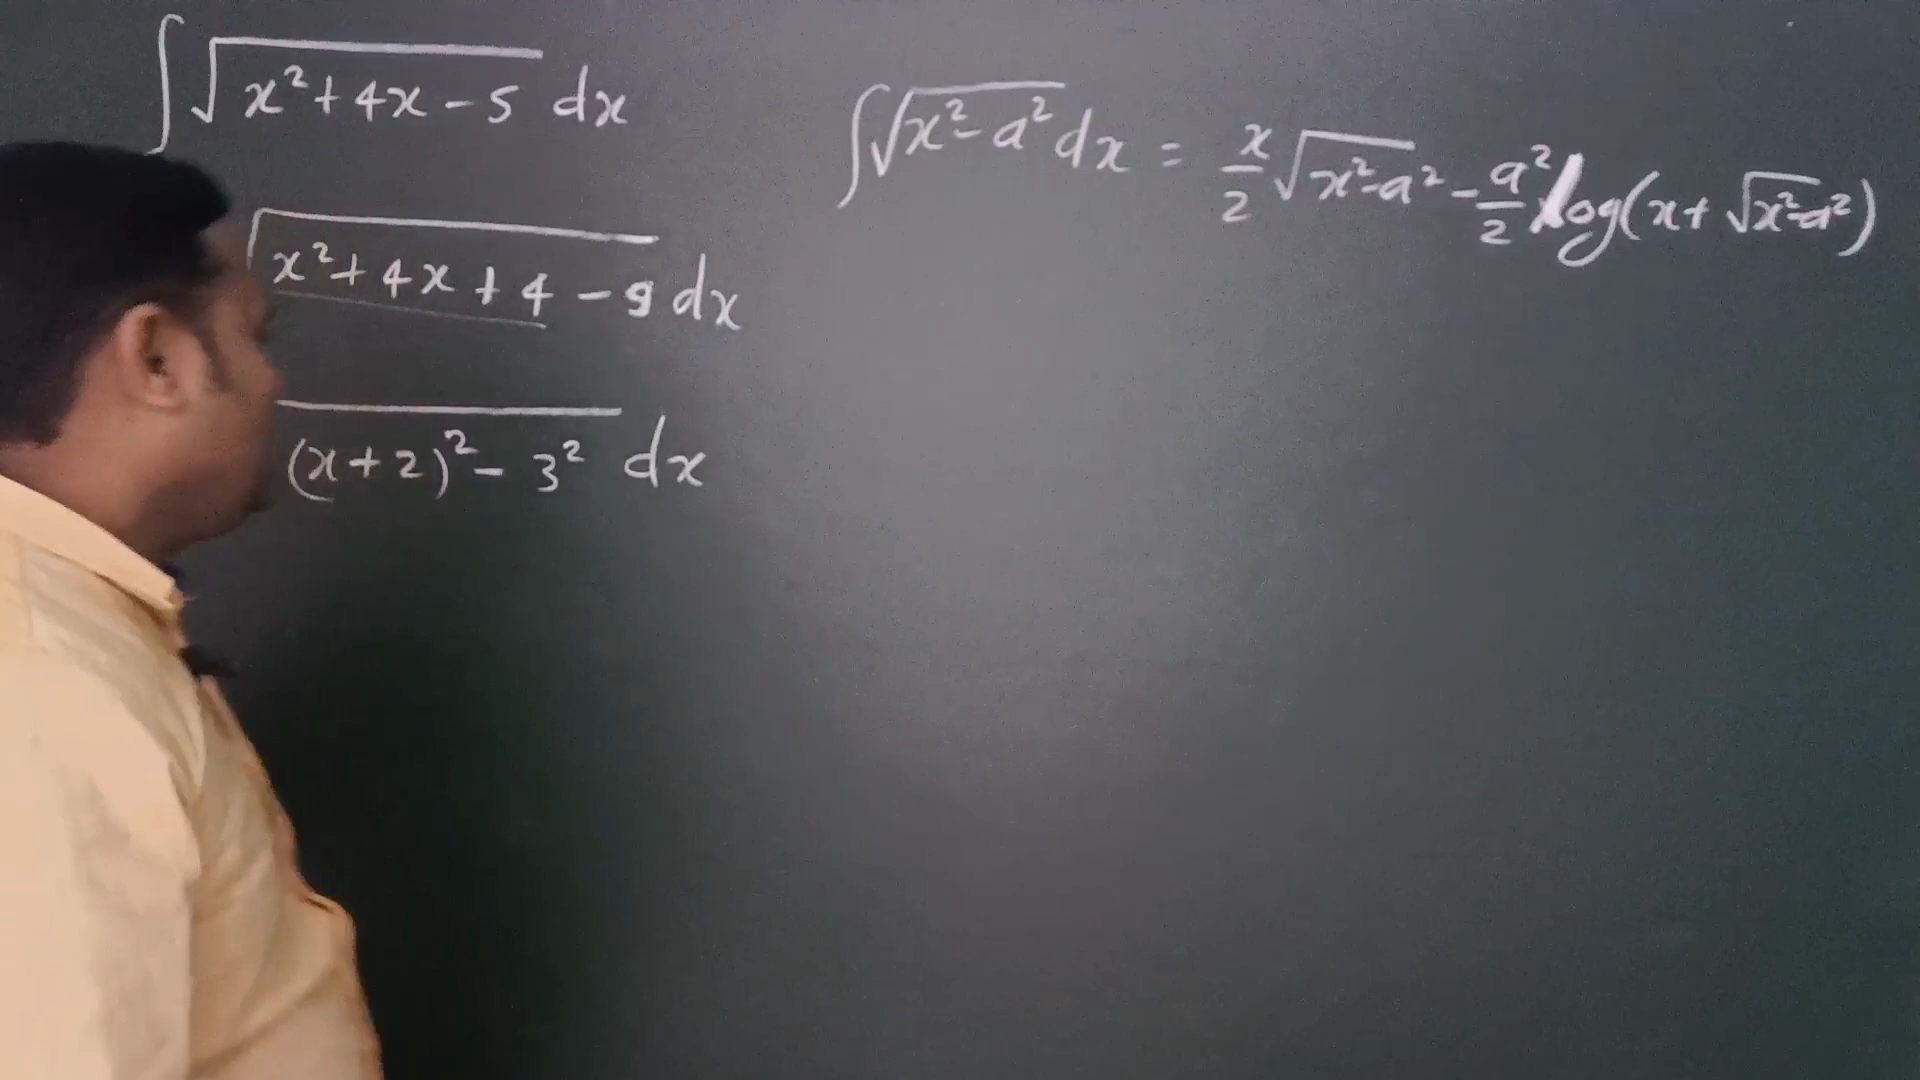 ∫√(x²+4x-5) dx
√(x²+4x+4-9) dx
(x+2)²-3² dx
∫√(x²-a²) dx = x/2 √(x²-a²) - a²/2 log(x+√(x²-a²))